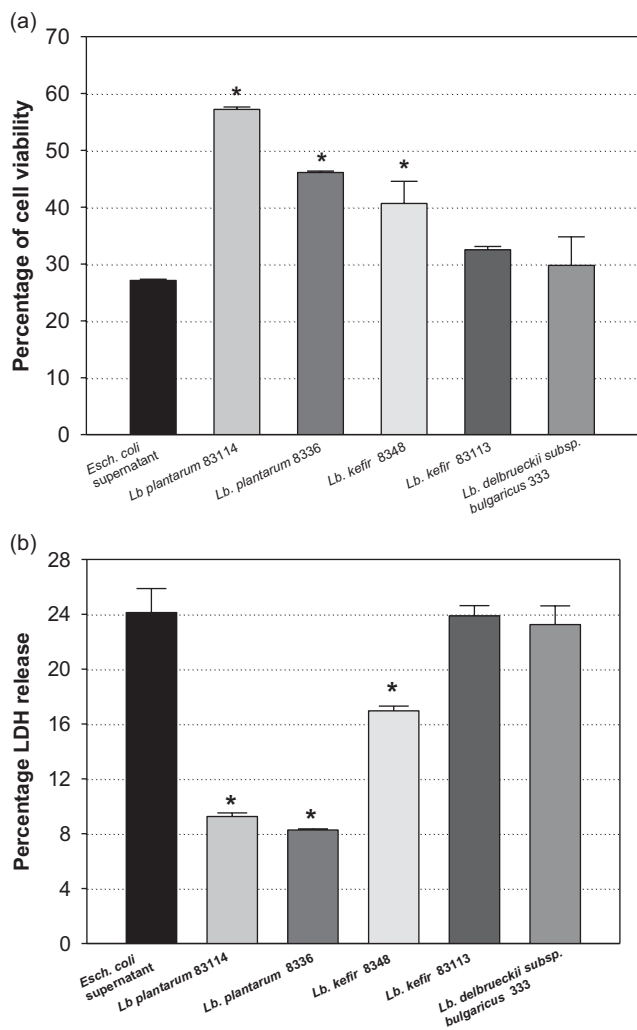 (a)
70
60
50
40
30
20
10
0
Percentage of cell viability
*
*
*
Esch. coli
supernatant
Lb plantarum 83114
Lb. plantarum 8336
Lb. kefir 8348
Lb. kefir 83113
Lb. delbrueckii subsp.
bulgaricus 333
(b)
28
24
20
16
12
8
4
0
Percentage LDH release
*
*
*
Esch. coli
supernatant
Lb plantarum 83114
Lb. plantarum 8336
Lb. kefir 8348
Lb. kefir 83113
Lb. delbrueckii subsp.
bulgaricus 333